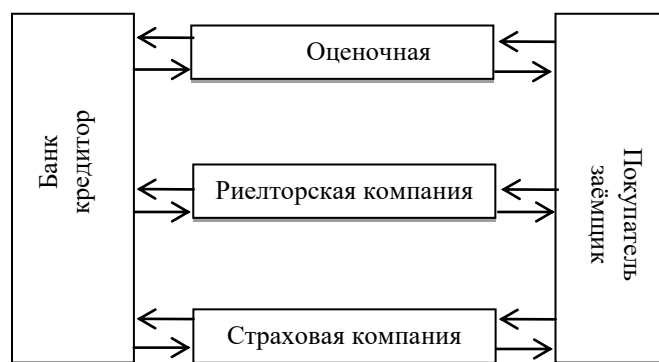 Банк
кредитор
Оценочная
Риелторская компания
Страховая компания
Покупатель
заёмщик